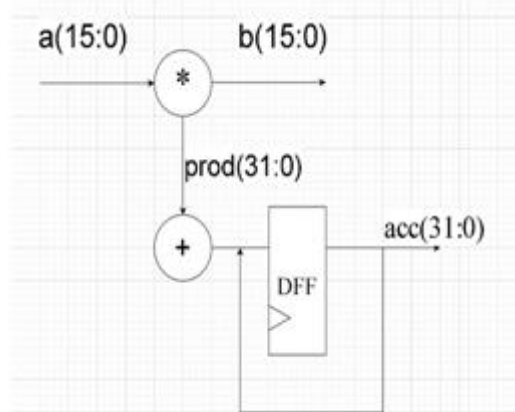 a(15:0) b(15:0)
*
prod(31:0)
+
acc(31:0)
DFF